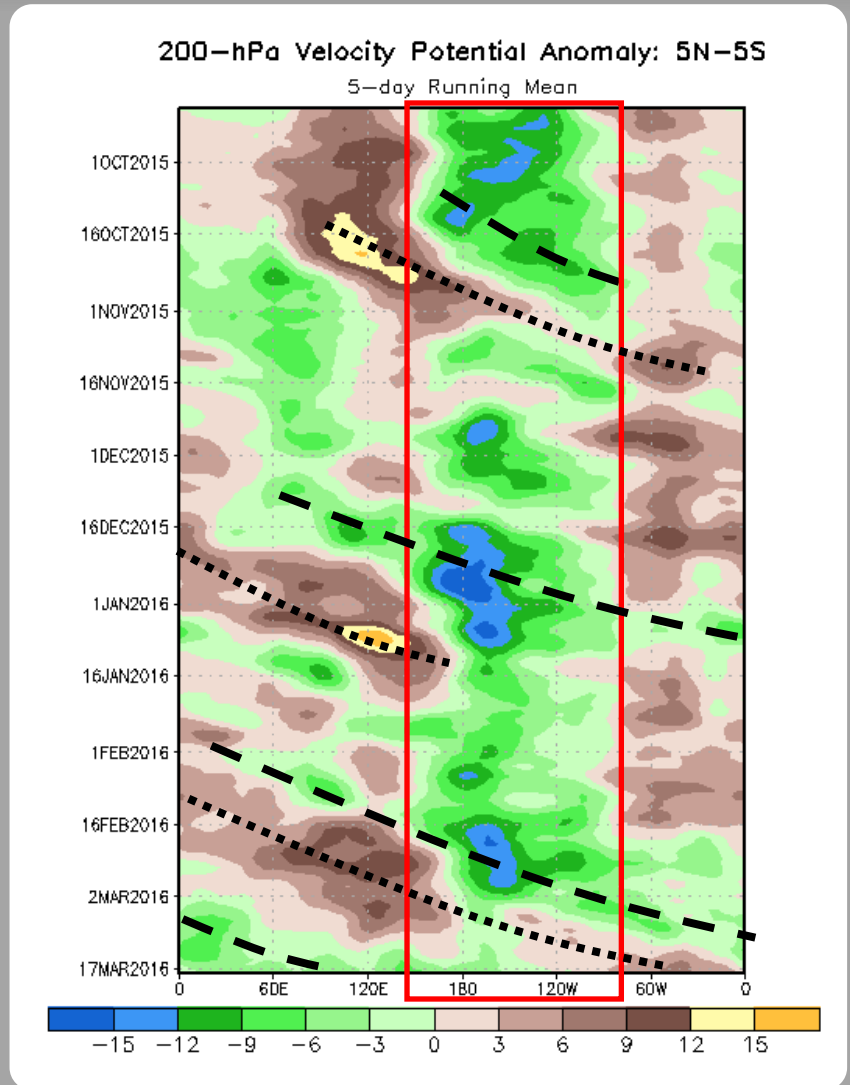 200-hPa Velocity Potential Anomaly: 5N-5S
5-day Running Mean
10CT2015
160CT2015
1NOV2015
16NOV2015
1DEC2015
16DEC2015
1JAN2016
16JAN2016
1FEB2016
16FEB2016
2MAR2016
17MAR2016
0 60E 120E 180 120W 60W 0
-15 -12 -9 -6 -3 0 3 6 9 12 15